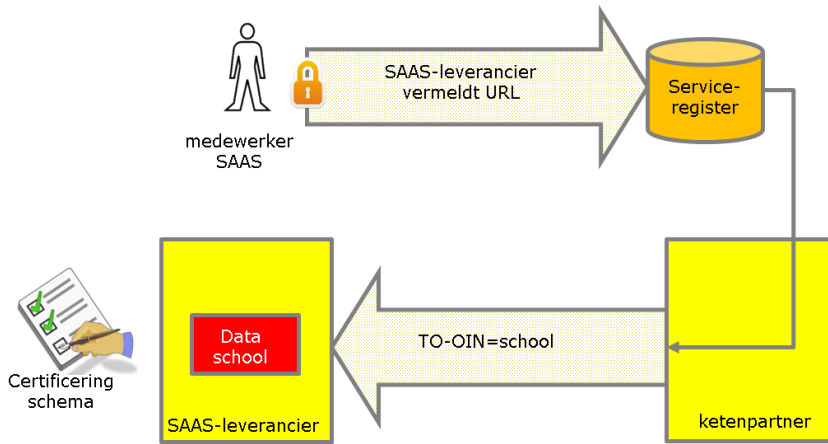 SAAS-leverancier
vermeldt URL
Service-
register
medewerker
SAAS
Data
school
TO-OIN=school
Certificering
schema
SAAS-leverancier
ketenpartner